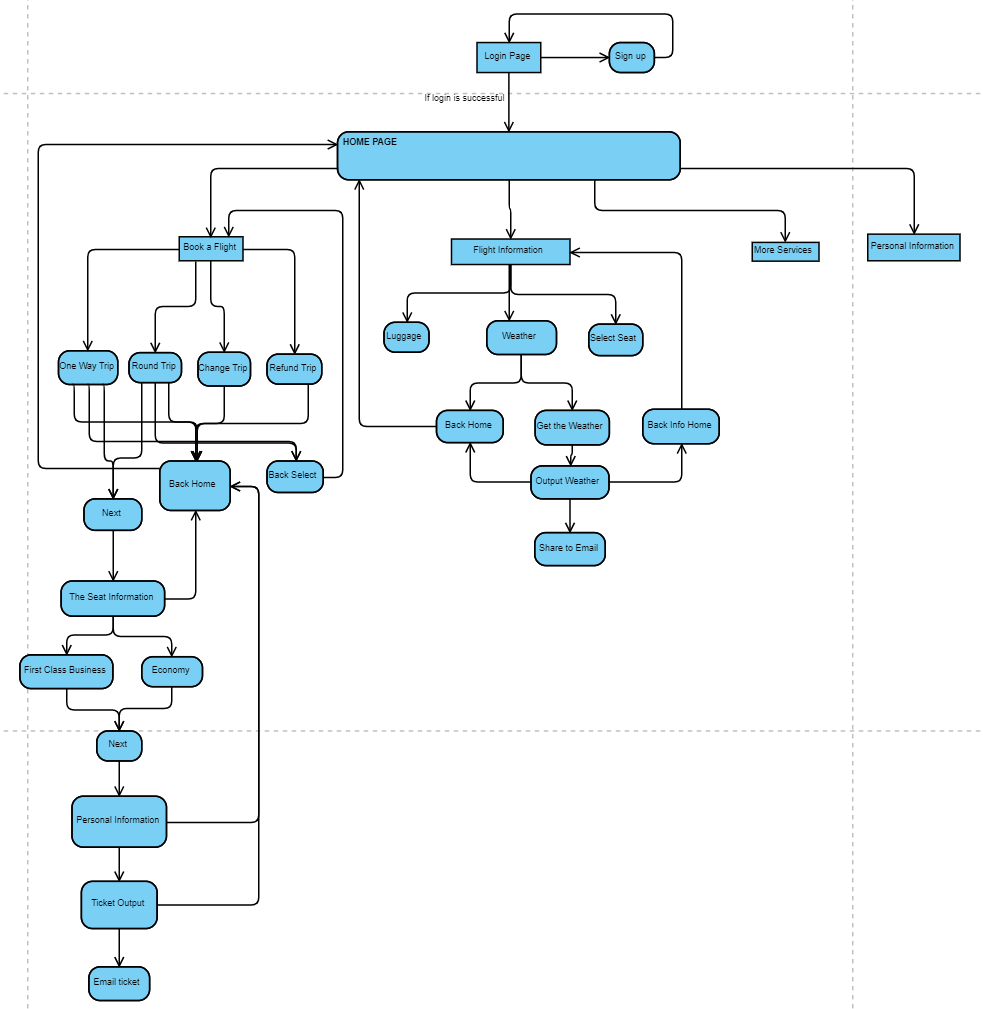 Login Page
Sign up
If login is successful
HOME PAGE
Book a Flight
Flight Information
More Services
Personal Information
One Way Trip
Round Trip
Change Trip
Refund Trip
Luggage
Weather
Select Seat
Back Home
Get the Weather
Back Info Home
Back Home
Back Select
Output Weather
Next
Share to Email
The Seat Information
First Class Business
Economy
Next
Personal Information
Ticket Output
Email ticket